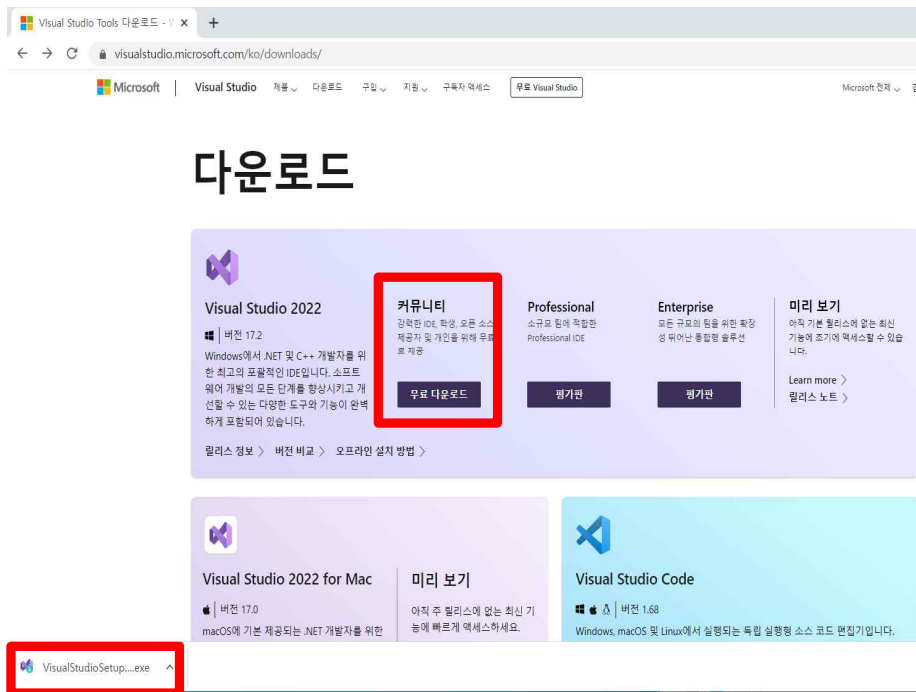 Visual Studio Tools 다운로드 - V
visualstudio.microsoft.com/ko/downloads/
Microsoft
Visual Studio 제품 다운로드 구입 지원 구독자 액세스 무료 Visual Studio
Microsoft 전체
다운로드
Visual Studio 2022
버전 17.2
Windows에서 .NET 및 C++ 개발자를 위
한 최고의 포괄적인 IDE입니다. 소프트
웨어 개발의 모든 단계를 향상시키고 개
선할 수 있는 다양한 도구와 기능이 완벽
하게 포함되어 있습니다.
커뮤니티
강력한 IDE, 학생, 오픈 소스
제공자 및 개인을 위해 무료
로 제공
무료 다운로드
Professional
소규모 팀에 적합한
Professional IDE
평가판
Enterprise
모든 규모의 팀을 위한 확장
성 뛰어난 통합형 솔루션
평가판
미리 보기
아직 기본 릴리스에 없는 최신
기능에 조기에 액세스할 수 있습
니다.
Learn more
릴리스 노트
릴리스 정보 버전 비교 오프라인 설치 방법
Visual Studio 2022 for Mac
버전 17.0
macOS에 기본 제공되는 .NET 개발자를 위한
미리 보기
아직 주 릴리스에 없는 최신 기
능에 빠르게 액세스하세요.
Visual Studio Code
버전 1.68
Windows, macOS 및 Linux에서 실행되는 독립 실행형 소스 코드 편집기입니다.
VisualStudioSetup....exe